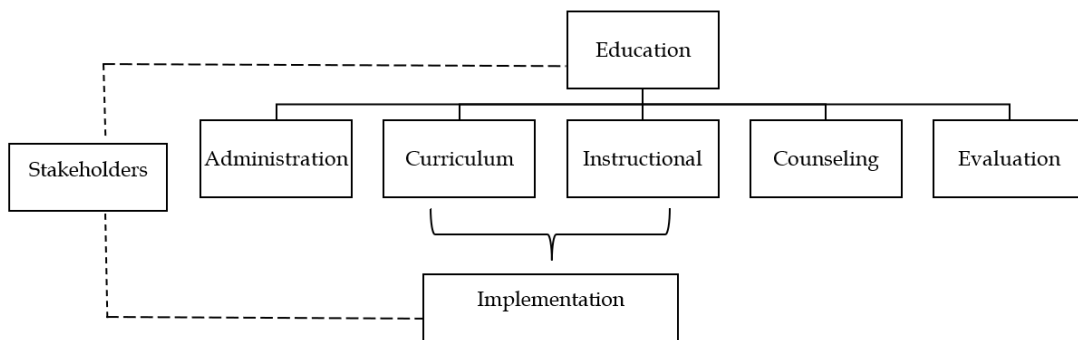 Education
Stakeholders
Administration
Curriculum
Instructional
Counseling
Evaluation
Implementation